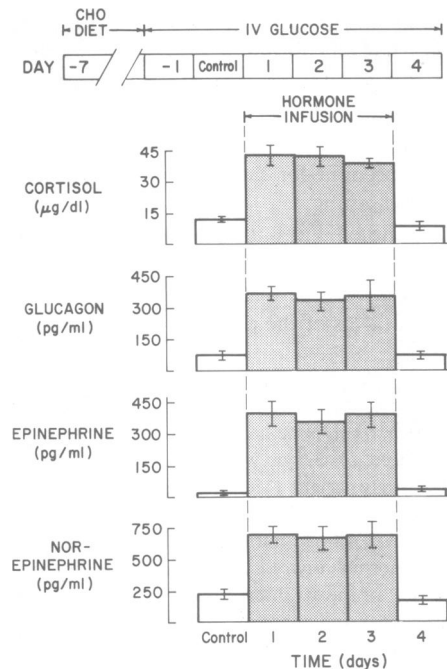 CHO
DIET
IV GLUCOSE
DAY -7 -1 Control 1 2 3 4
HORMONE
INFUSION
CORTISOL
(µg/dl)
45
30
15
GLUCAGON
(pg/ml)
450
300
150
EPINEPHRINE
(pg/ml)
450
300
150
NOR-
EPINEPHRINE
(pg/ml)
750
500
250
Control 1 2 3 4
TIME (days)